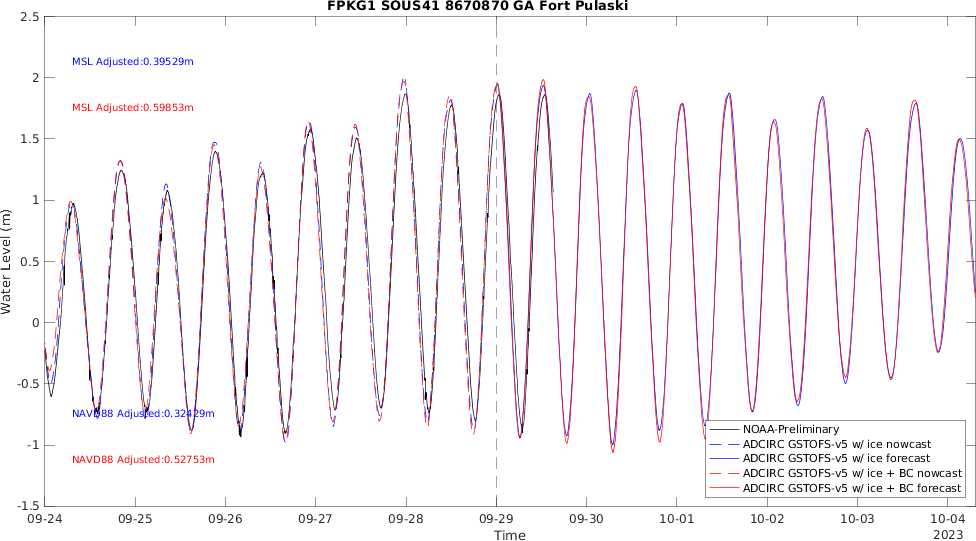 FPKG1 SOUS41 8670870 GA Fort Pulaski
2.5
2
1.5
1
0.5
0
-0.5
-1
-1.5
Water Level (m)
MSL Adjusted:0.39529m
MSL Adjusted:0.59853m
NAVD88 Adjusted:0.32429m
NAVD88 Adjusted:0.52753m
NOAA-Preliminary
ADCIRC GSTOFS-v5 w/ ice nowcast
ADCIRC GSTOFS-v5 w/ ice forecast
ADCIRC GSTOFS-v5 w/ ice + BC nowcast
ADCIRC GSTOFS-v5 w/ ice + BC forecast
09-24 09-25 09-26 09-27 09-28 09-29 09-30 10-01 10-02 10-03 10-04
Time
2023